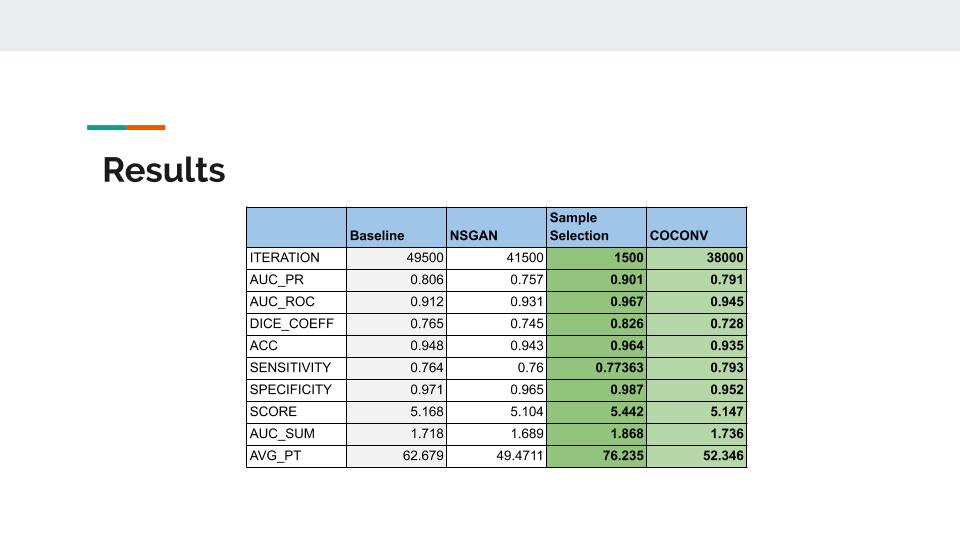 Results
Baseline NSGAN Sample Selection COCONV
ITERATION 49500 41500 1500 38000
AUC_PR 0.806 0.757 0.901 0.791
AUC_ROC 0.912 0.931 0.967 0.945
DICE_COEFF 0.765 0.745 0.826 0.728
ACC 0.948 0.943 0.964 0.935
SENSITIVITY 0.764 0.76 0.77363 0.793
SPECIFICITY 0.971 0.965 0.987 0.952
SCORE 5.168 5.104 5.442 5.147
AUC_SUM 1.718 1.689 1.868 1.736
AVG_PT 62.679 49.4711 76.235 52.346